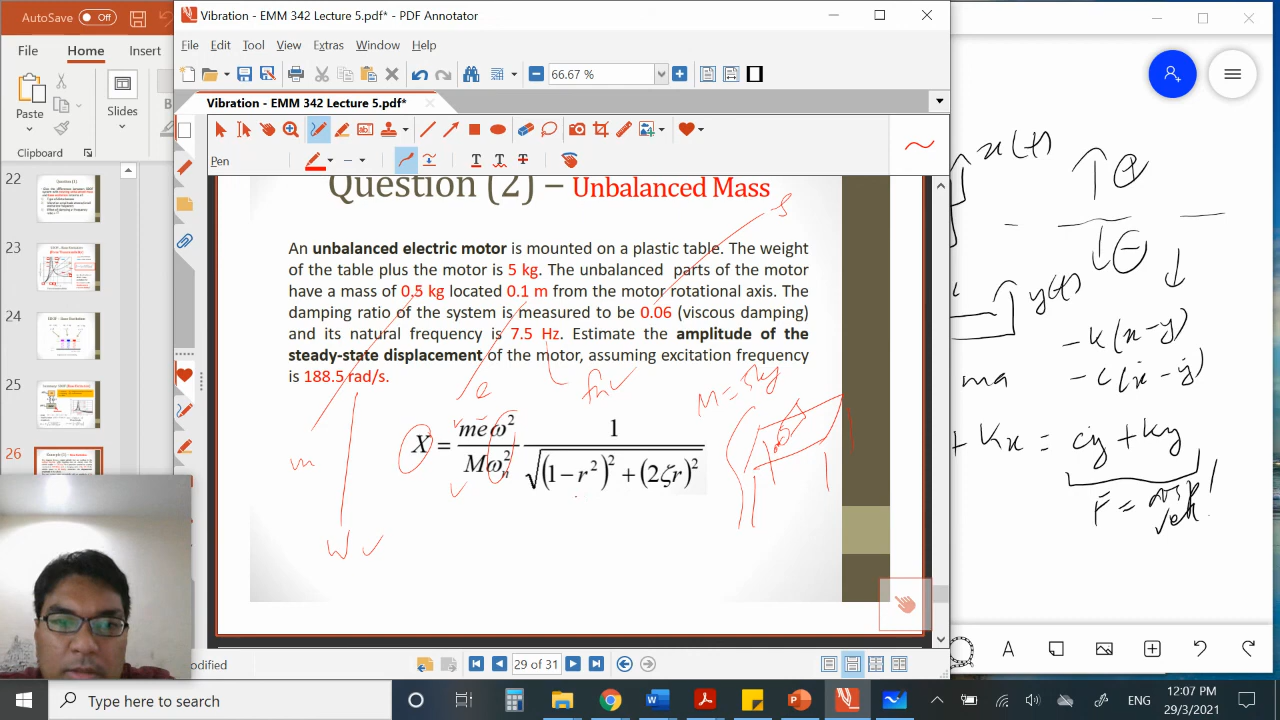 AutoSave Off
Vibration - EMM 342 Lecture 5.pdf* - PDF Annotator
File Home Insert
File Edit Tool View Extras Window Help
66.67 %
Paste
Slides
Clipboard
Vibration - EMM 342 Lecture 5.pdf*
Pen
22
23
24
25
26
Question (2) – Unbalanced Mass
An unbalanced electric motor is mounted on a plastic table. The weight
of the table plus the motor is 5 kg. The unbalanced parts of the motor
have a mass of 0.5 kg located 0.1 m from the motor rotational axis. The
damping ratio of the system is measured to be 0.06 (viscous damping)
and its natural frequency is 7.5 Hz. Estimate the amplitude of the
steady-state displacement of the motor, assuming excitation frequency
is 188.5 rad/s.
fn
X = meω² / Mωn² 1 / √((1−r²)² + (2ζr)²)
m
W
x(t)
y(t)
−k(x−y)
ma −c(ẋ−ẏ)
+ Kx = cẏ + ky
F =
odified
29 of 31
Type here to search
ENG
12:07 PM
29/3/2021